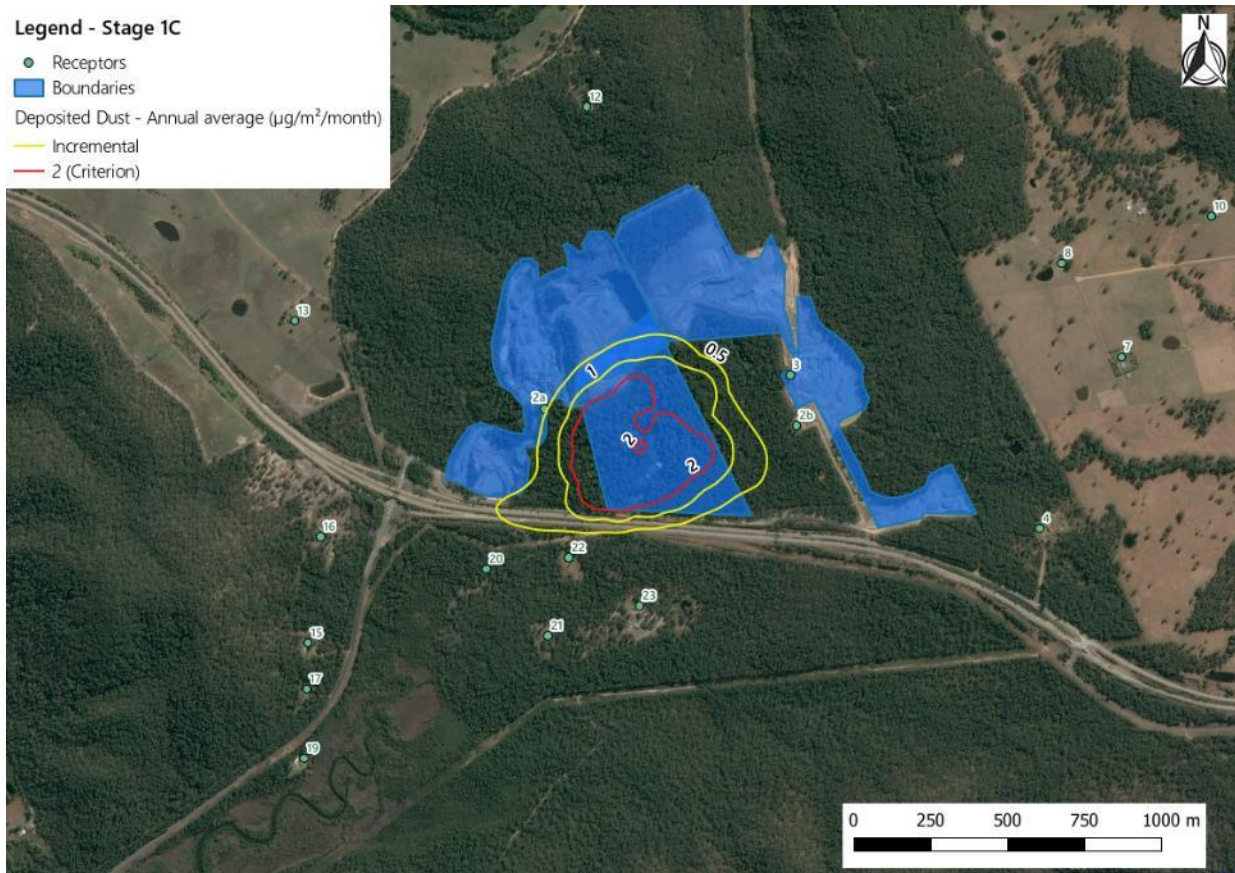 Legend - Stage 1C
Receptors
Boundaries
Deposited Dust - Annual average (µg/m²/month)
Incremental
2 (Criterion)
N
12
10
8
13
7
0.5
1
3
2a
2b
2
2
4
16
22
20
23
21
15
17
19
0 250 500 750 1000 m